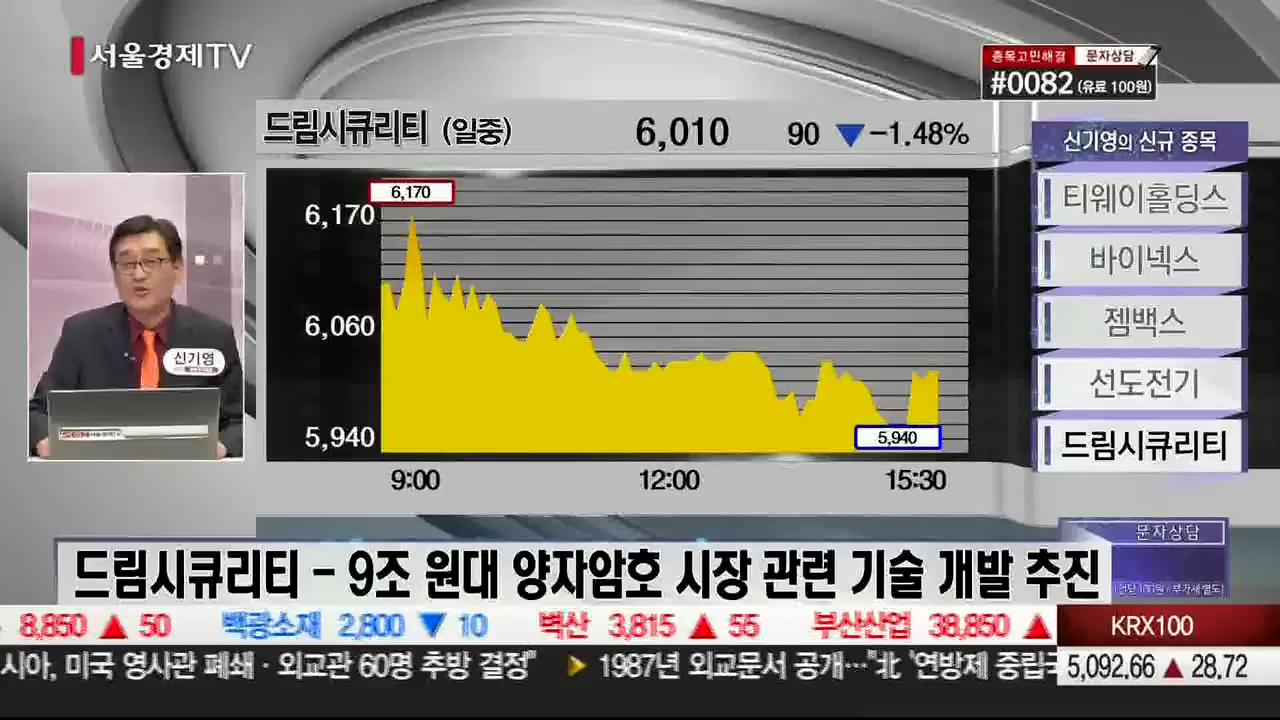 서울경제TV
종목고민해결 문자상담
#0082 (유료 100원)
드림시큐리티 (일중) 6,010 90 ▼ -1.48%
6,170
6,170
6,060
5,940
5,940
9:00 12:00 15:30
신기영
SEN 서울경제TV
신기영의 신규 종목
티웨이홀딩스
바이넥스
젬백스
선도전기
드림시큐리티
문자상담
드림시큐리티 - 9조 원대 양자암호 시장 관련 기술 개발 추진
8,850 ▲ 50 백광소재 2,800 ▼ 10 벽산 3,815 ▲ 55 부산산업 38,850 ▲
KRX100
시아, 미국 영사관 폐쇄·외교관 60명 추방 결정" ▶ 1987년 외교문서 공개…"北 '연방제 중립국
5,092.66 ▲ 28.72